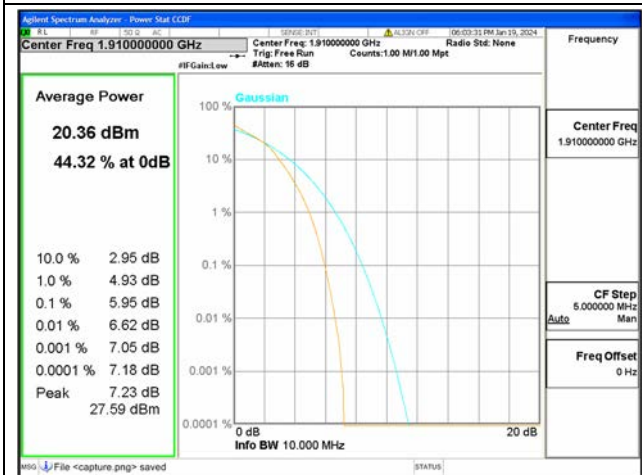 Agilent Spectrum Analyzer - Power Stat CCDF
RL RF 50 Ω AC SENSE:INT ALIGN OFF 06:03:31 PM Jan 19, 2024
Center Freq 1.910000000 GHz
Center Freq: 1.910000000 GHz Radio Std: None
Trig: Free Run Counts:1.00 M/1.00 Mpt
#IFGain:Low #Atten: 16 dB
Frequency
Average Power
20.36 dBm
44.32 % at 0dB
10.0 % 2.95 dB
1.0 % 4.93 dB
0.1 % 5.95 dB
0.01 % 6.62 dB
0.001 % 7.05 dB
0.0001 % 7.18 dB
Peak 7.23 dB
27.59 dBm
Gaussian
100 %
10 %
1 %
0.1 %
0.01 %
0.001 %
0.0001 %
0 dB 20 dB
Info BW 10.000 MHz
Center Freq
1.910000000 GHz
CF Step
5.000000 MHz
Auto Man
Freq Offset
0 Hz
MSG File <capture.png> saved STATUS